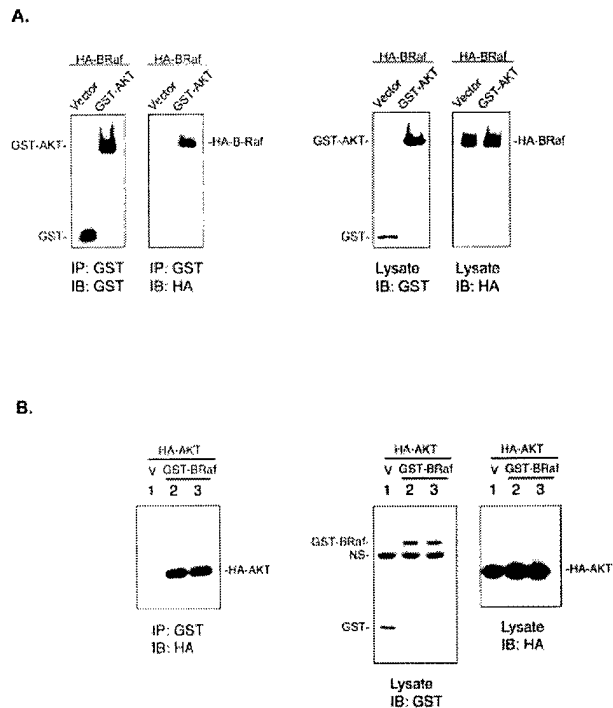 A.
HA-BRaf HA-BRaf HA-BRaf HA-BRaf
Vector GST-AKT Vector GST-AKT Vector GST-AKT Vector GST-AKT
GST-AKT- -HA-B-Raf GST-AKT- -HA-BRaf
GST- GST-
IP: GST IP: GST Lysate Lysate
IB: GST IB: HA IB: GST IB: HA
B.
HA-AKT HA-AKT HA-AKT
V GST-BRaf V GST-BRaf V GST-BRaf
1 2 3 1 2 3 1 2 3
GST-BRaf-
NS-
-HA-AKT -HA-AKT
GST-
IP: GST Lysate
IB: HA IB: HA
Lysate
IB: GST